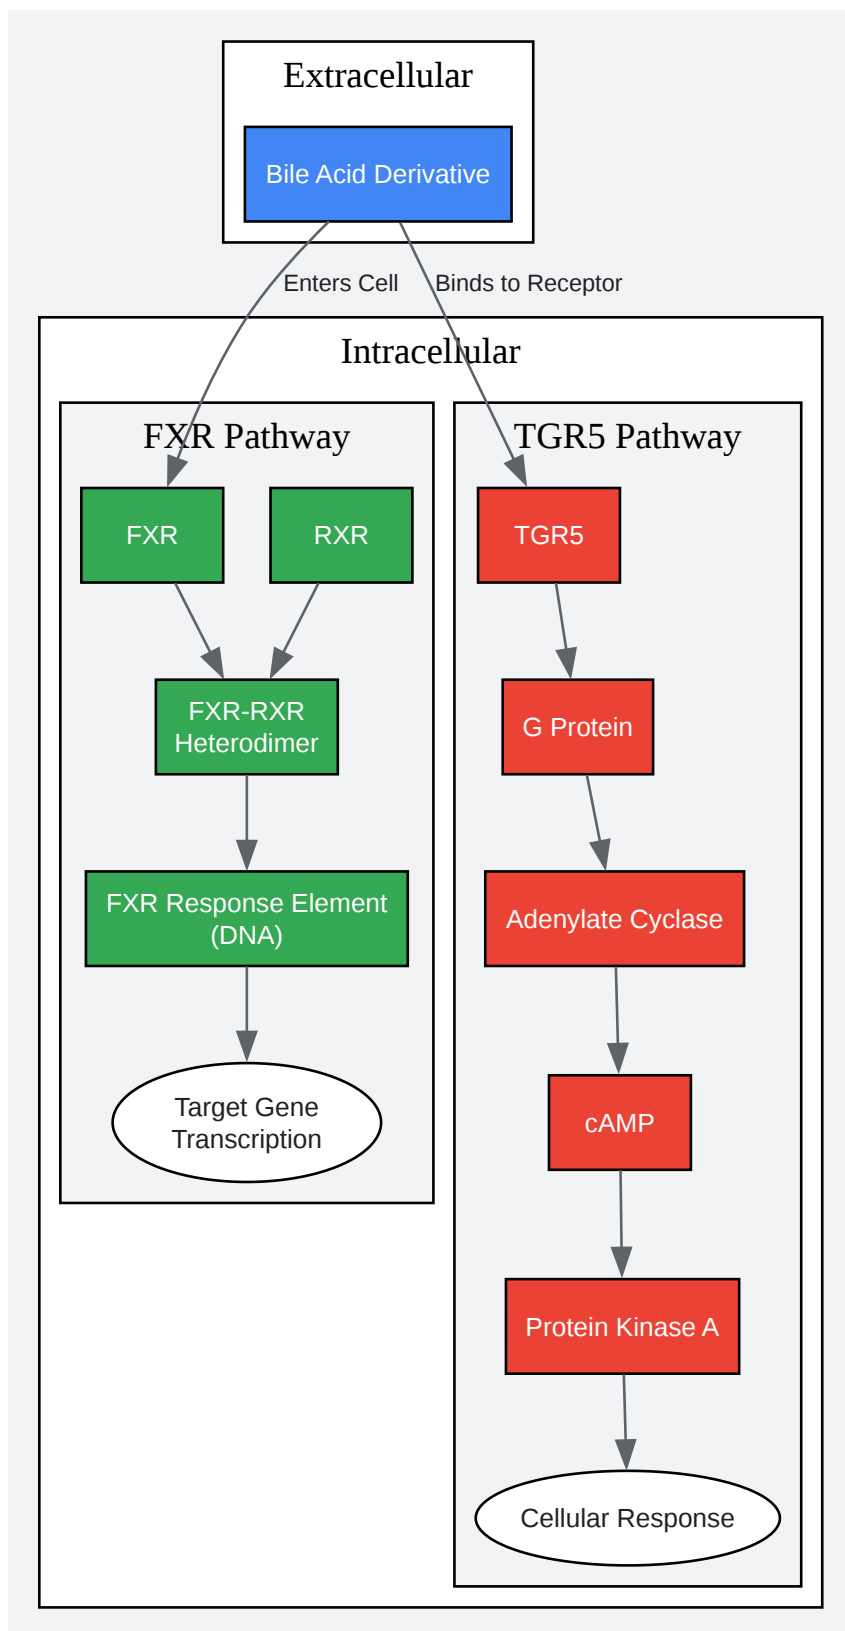 Extracellular
Bile Acid Derivative
Enters Cell
Binds to Receptor
Intracellular
FXR Pathway
FXR
RXR
FXR-RXR
Heterodimer
FXR Response Element
(DNA)
Target Gene
Transcription
TGR5 Pathway
TGR5
G Protein
Adenylate Cyclase
cAMP
Protein Kinase A
Cellular Response